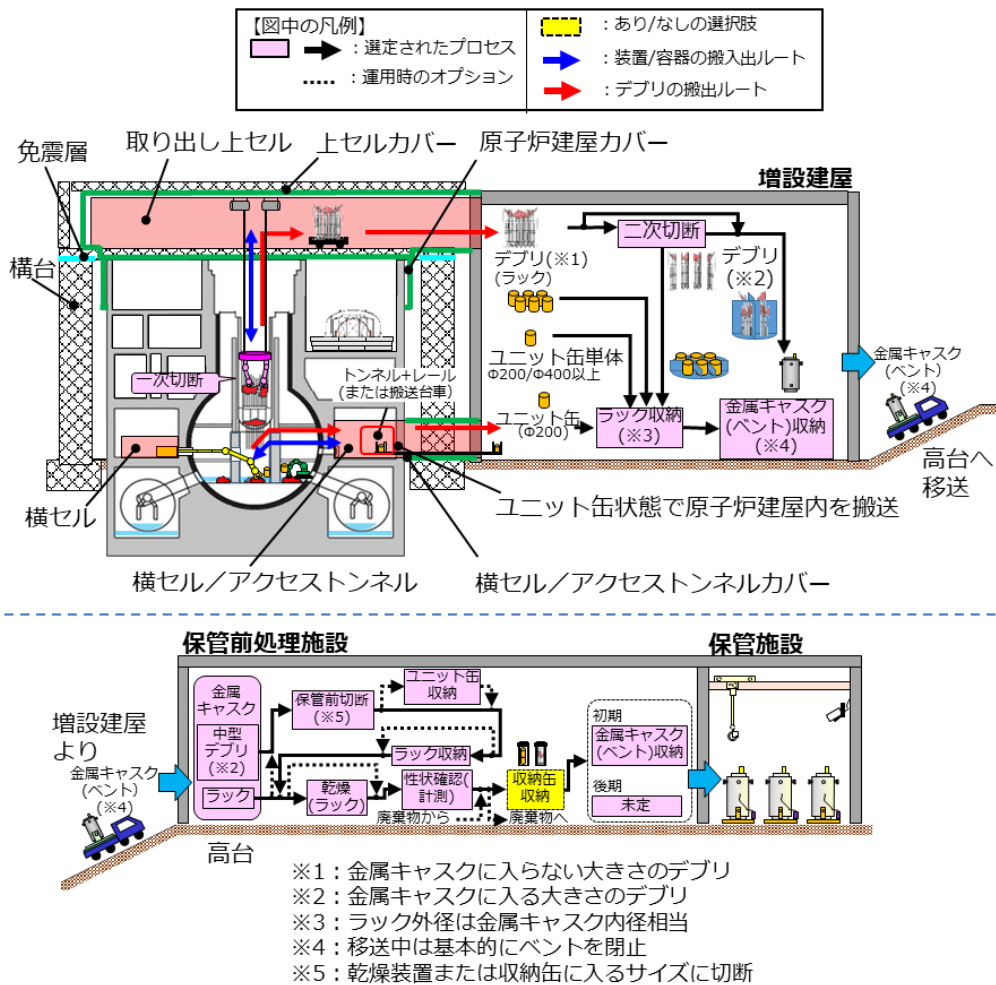 【図中の凡例】
：選定されたプロセス
：運用時のオプション
：あり/なしの選択肢
：装置/容器の搬入出ルート
：デブリの搬出ルート
免震層
取り出し上セル
上セルカバー
原子炉建屋カバー
増設建屋
横台
二次切断
デブリ(※1)
(ラック)
デブリ
(※2)
ユニット缶単体
Φ200/Φ400以上
一次切断
トンネル+レール
(または搬送台車)
ユニット缶
(Φ200)
ラック収納
(※3)
金属キャスク
(ベント)収納
(※4)
金属キャスク
(ベント)
(※4)
高台へ
移送
横セル
ユニット缶状態で原子炉建屋内を搬送
横セル／アクセストンネル
横セル／アクセストンネルカバー
保管前処理施設
保管施設
増設建屋
より
金属キャスク
(ベント)
(※4)
高台
金属
キャスク
中型
デブリ
(※2)
ラック
保管前切断
(※5)
ユニット缶
収納
ラック収納
乾燥
(ラック)
性状確認(
計測)
収納缶
収納
廃棄物から
廃棄物へ
初期
金属キャスク
(ベント)収納
後期
未定
※1：金属キャスクに入らない大きさのデブリ
※2：金属キャスクに入る大きさのデブリ
※3：ラック外径は金属キャスク内径相当
※4：移送中は基本的にベントを閉止
※5：乾燥装置または収納缶に入るサイズに切断